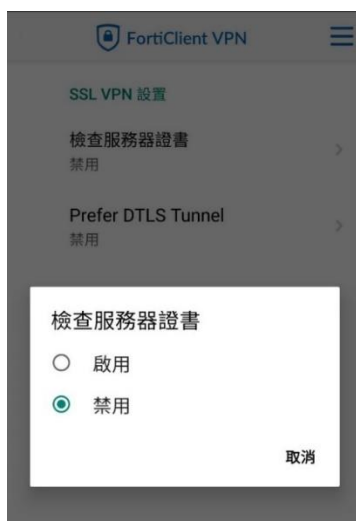 FortiClient VPN
SSL VPN 設置
檢查服務器證書
禁用
Prefer DTLS Tunnel
禁用
檢查服務器證書
啟用
禁用
取消